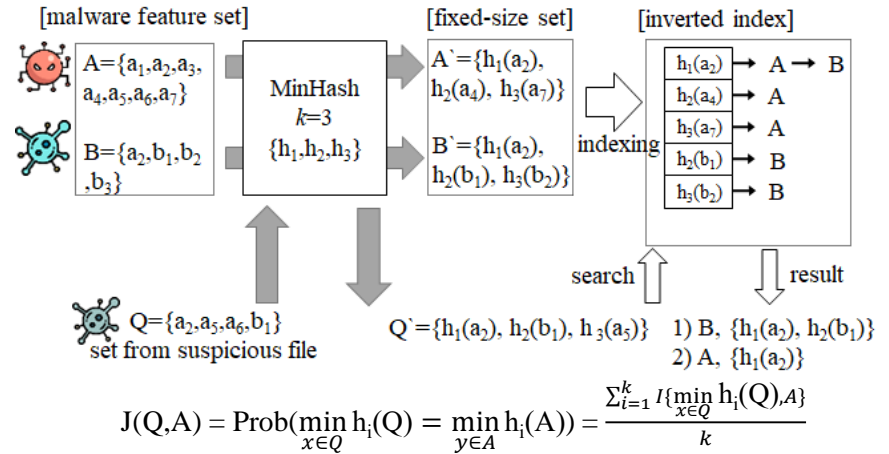 [malware feature set]
[fixed-size set]
[inverted index]
A={a₁,a₂,a₃,
a₄,a₅,a₆,a₇}
B={a₂,b₁,b₂
,b₃}
MinHash
k=3
{h₁,h₂,h₃}
A`={h₁(a₂),
h₂(a₄), h₃(a₇)}
B`={h₁(a₂),
h₂(b₁), h₃(b₂)}
indexing
h₁(a₂) A B
h₂(a₄) A
h₃(a₇) A
h₂(b₁) B
h₃(b₂) B
search
result
Q={a₂,a₅,a₆,b₁}
set from suspicious file
Q`={h₁(a₂), h₂(b₁), h₃(a₅)}
1) B, {h₁(a₂), h₂(b₁)}
2) A, {h₁(a₂)}
J(Q,A) = Prob(min_{x∈Q} hᵢ(Q) = min_{y∈A} hᵢ(A)) = ∑_{i=1}^{k} I{min_{x∈Q} hᵢ(Q),A} / k